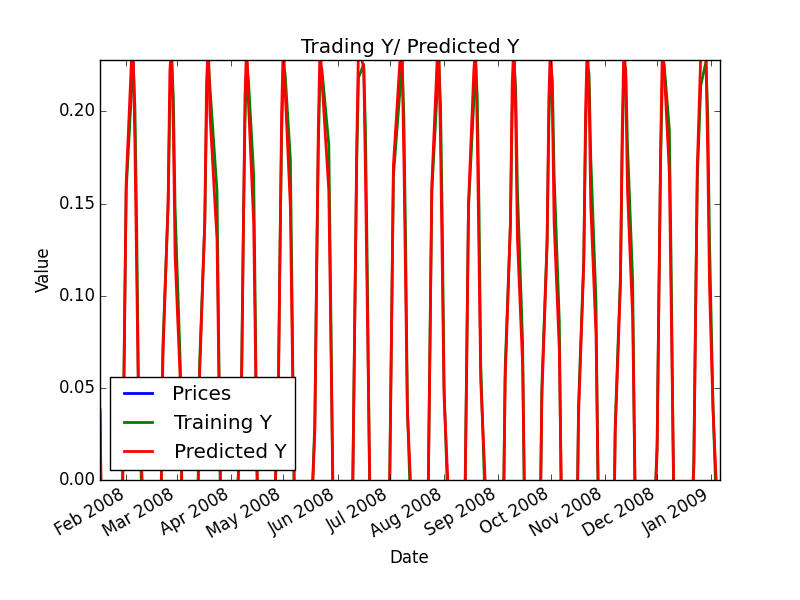 Trading Y/ Predicted Y
0.20
0.15
0.10
0.05
0.00
Value
Prices
Training Y
Predicted Y
Feb 2008
Mar 2008
Apr 2008
May 2008
Jun 2008
Jul 2008
Aug 2008
Sep 2008
Oct 2008
Nov 2008
Dec 2008
Jan 2009
Date